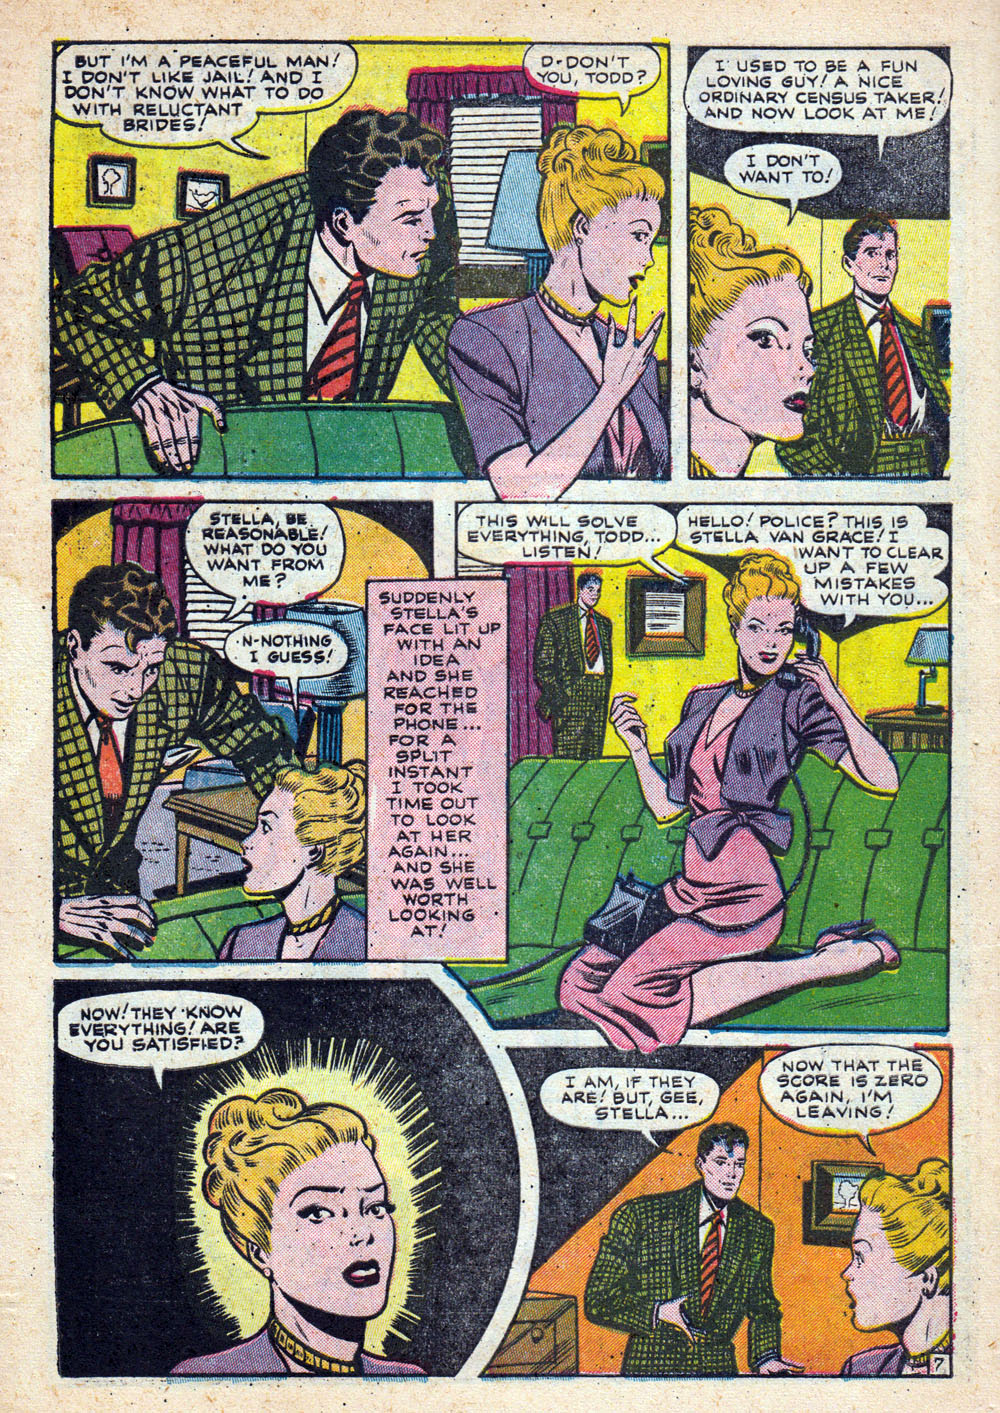 BUT I'M A PEACEFUL MAN!
I DON'T LIKE JAIL! AND I
DON'T KNOW WHAT TO DO
WITH RELUCTANT
BRIDES!
D-DON'T
YOU, TODD?
I USED TO BE A FUN
LOVING GUY! A NICE
ORDINARY CENSUS TAKER!
AND NOW LOOK AT ME!
I DON'T
WANT TO!
STELLA, BE
REASONABLE!
WHAT DO YOU
WANT FROM
ME?
N-NOTHING
I GUESS!
SUDDENLY
STELLA'S
FACE LIT UP
WITH AN
IDEA
AND SHE
REACHED
FOR THE
PHONE...
FOR A
SPLIT
INSTANT
I TOOK
TIME OUT
TO LOOK
AT HER
AGAIN...
AND SHE
WAS WELL
WORTH
LOOKING
AT!
THIS WILL SOLVE
EVERYTHING, TODD...
LISTEN!
HELLO! POLICE? THIS IS
STELLA VAN GRACE! I
WANT TO CLEAR
UP A FEW
MISTAKES
WITH YOU...
NOW! THEY KNOW
EVERYTHING! ARE
YOU SATISFIED?
I AM, IF THEY
ARE! BUT, GEE,
STELLA...
NOW THAT THE
SCORE IS ZERO
AGAIN, I'M
LEAVING!
7